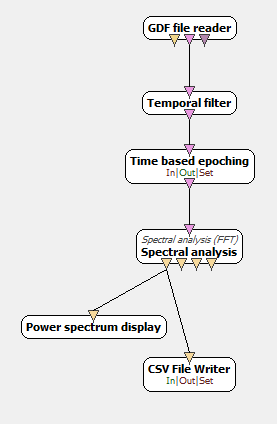 GDF file reader
Temporal filter
Time based epoching
In|Out|Set
Spectral analysis (FFT)
Spectral analysis
Power spectrum display
CSV File Writer
In|Out|Set